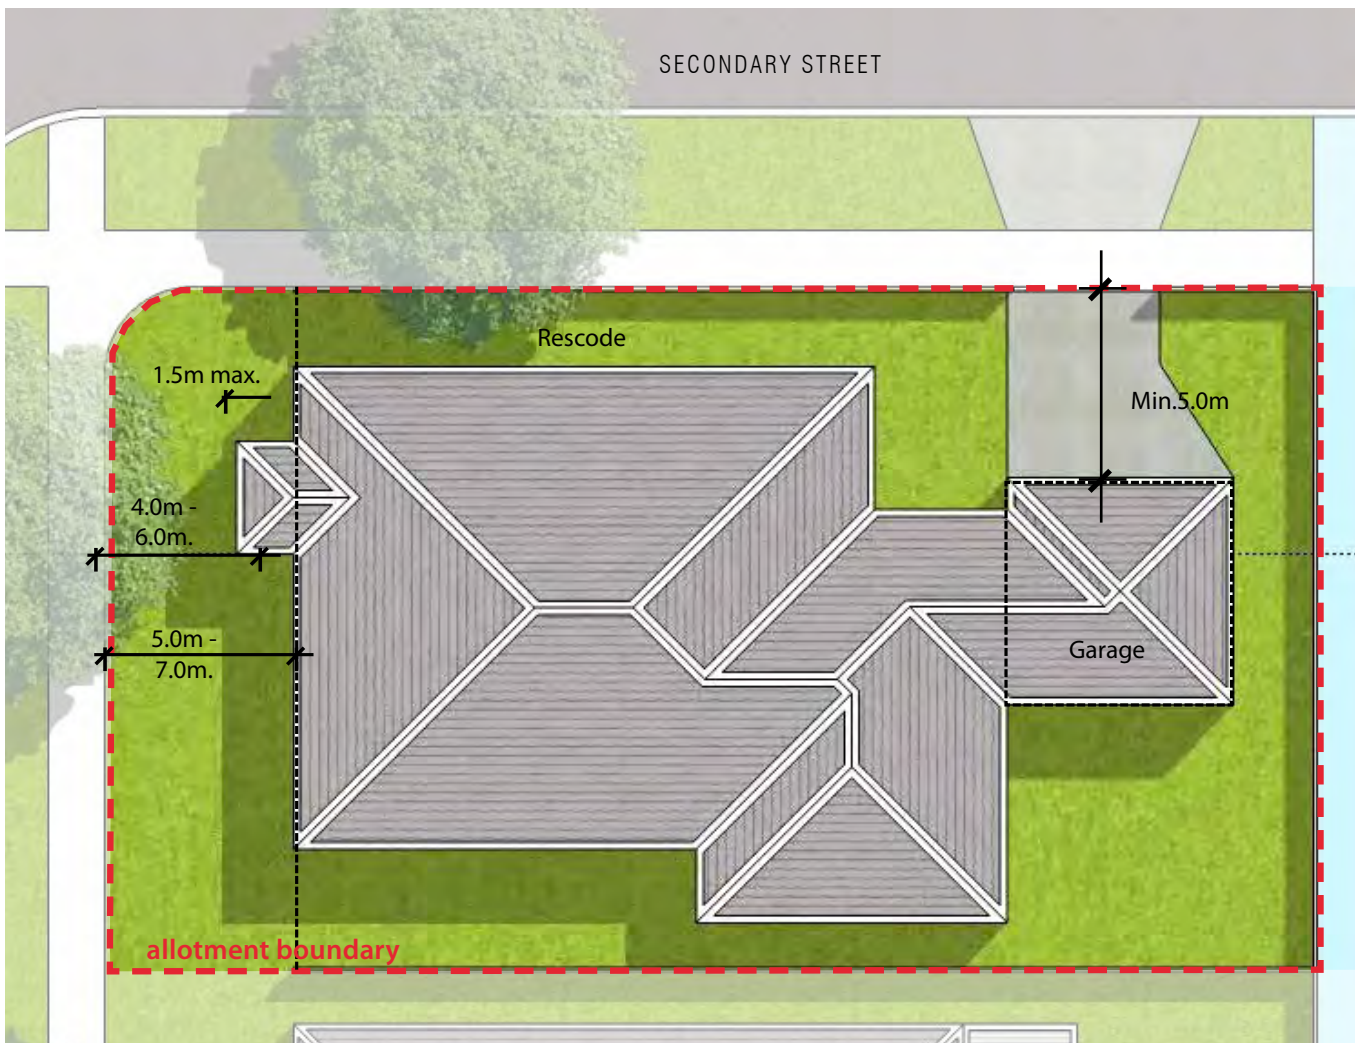 SECONDARY STREET
Rescode
1.5m max.
Min.5.0m
4.0m -
6.0m.
5.0m -
7.0m.
Garage
allotment boundary